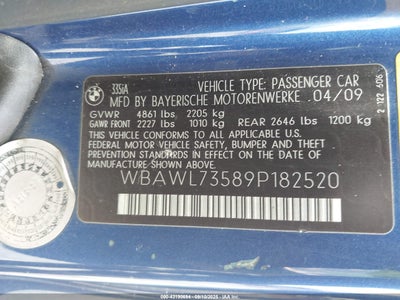 335iA
VEHICLE TYPE: PASSENGER CAR
MFD BY BAYERISCHE MOTORENWERKE 04/09
GVWR 4861 lbs 2205 kg
GAWR FRONT 2227 lbs 1010 kg REAR 2646 lbs 1200 kg
THIS VEHICLE CONFORMS TO ALL APPLICABLE
U.S. FEDERAL SAFETY, BUMPER AND THEFT
PREVENTION STANDARDS IN EFFECT ON THE DATE OF
MANUFACTURE SHOWN ABOVE.
WBAWL73589P182520